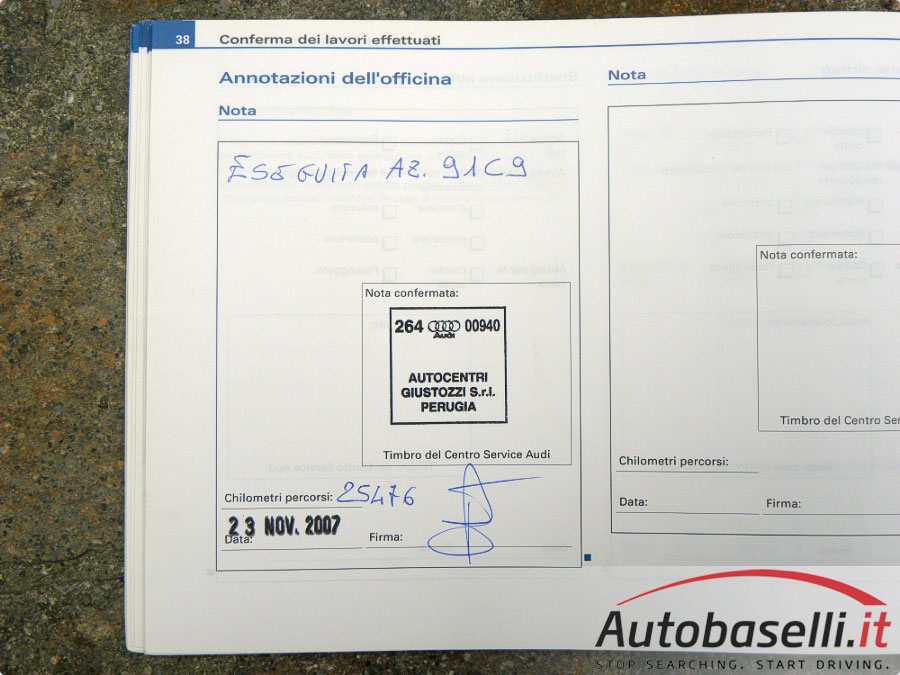 38 Conferma dei lavori effettuati
Annotazioni dell'officina
Nota
ESEGUITA AZ. 91C9
Nota confermata:
264 Audi 00940
AUTOCENTRI
GIUSTOZZI S.r.l.
PERUGIA
Timbro del Centro Service Audi
Chilometri percorsi: 25476
23 NOV. 2007
Data:
Firma:
Nota
Nota confermata:
Timbro del Centro Ser
Chilometri percorsi:
Data:
Firma:
Autobaselli.it
STOP SEARCHING. START DRIVING.